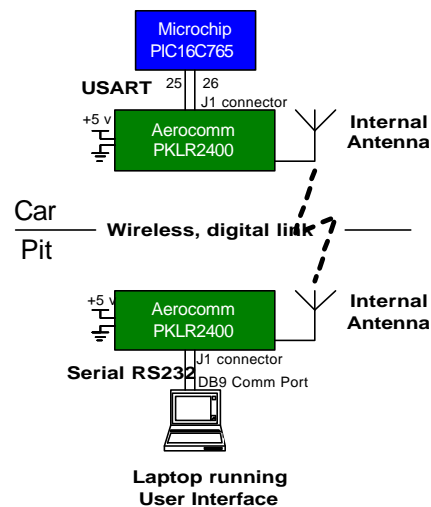 Microchip
PIC16C765
25 26
USART
J1 connector
+5 v
Aerocomm
PKLR2400
Internal
Antenna
Car
Wireless, digital link
Pit
+5 v
Aerocomm
PKLR2400
Internal
Antenna
J1 connector
Serial RS232
DB9 Comm Port
Laptop running
User Interface